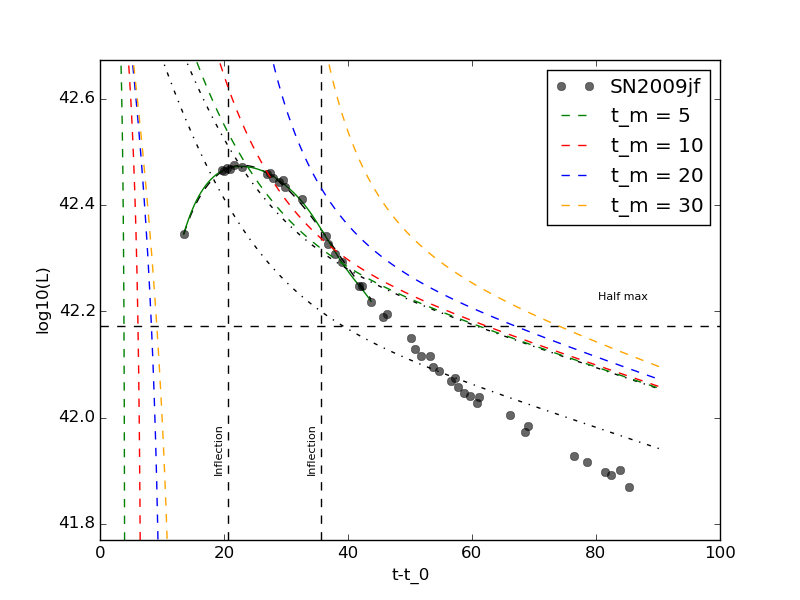 42.6
42.4
42.2
42.0
41.8
log10(L)
SN2009jf
t_m = 5
t_m = 10
t_m = 20
t_m = 30
Half max
Inflection
Inflection
0
20
40
60
80
100
t-t_0